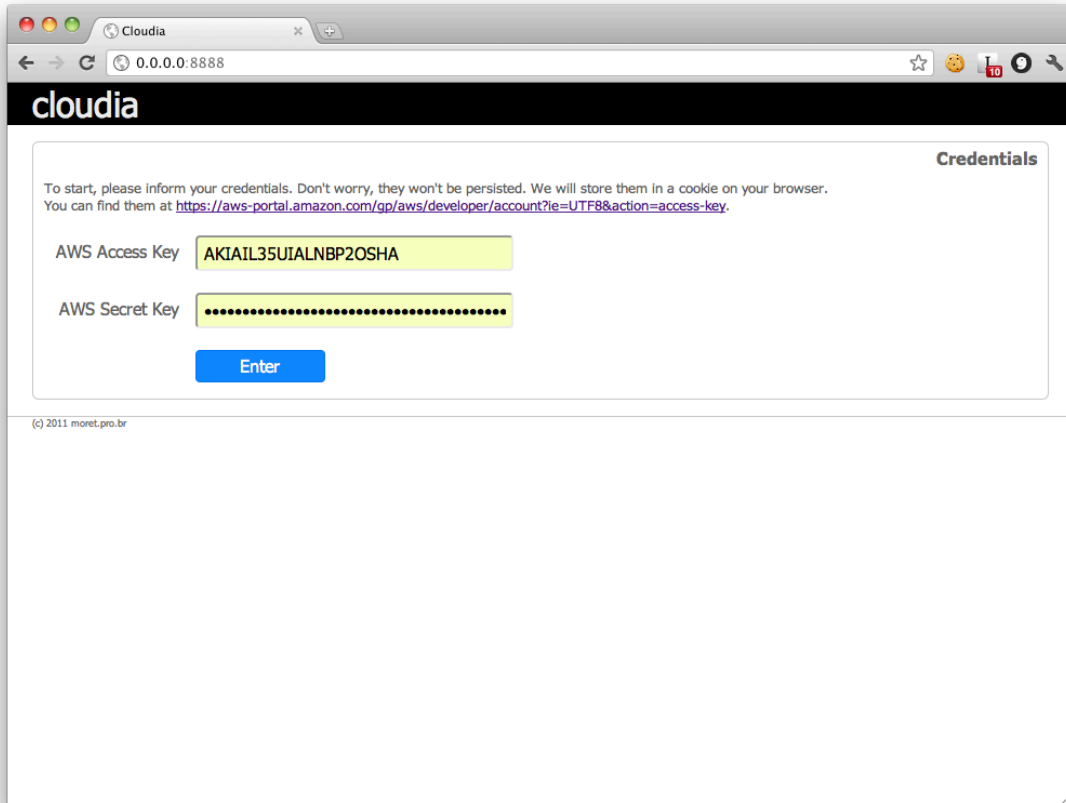 Cloudia
0.0.0.0:8888
10
cloudia
Credentials
To start, please inform your credentials. Don't worry, they won't be persisted. We will store them in a cookie on your browser.
You can find them at https://aws-portal.amazon.com/gp/aws/developer/account?ie=UTF8&action=access-key.
AWS Access Key AKIAIL35UIALNBP2OSHA
AWS Secret Key ••••••••••••••••••••••••••••••••••••••••
Enter
(c) 2011 moret.pro.br